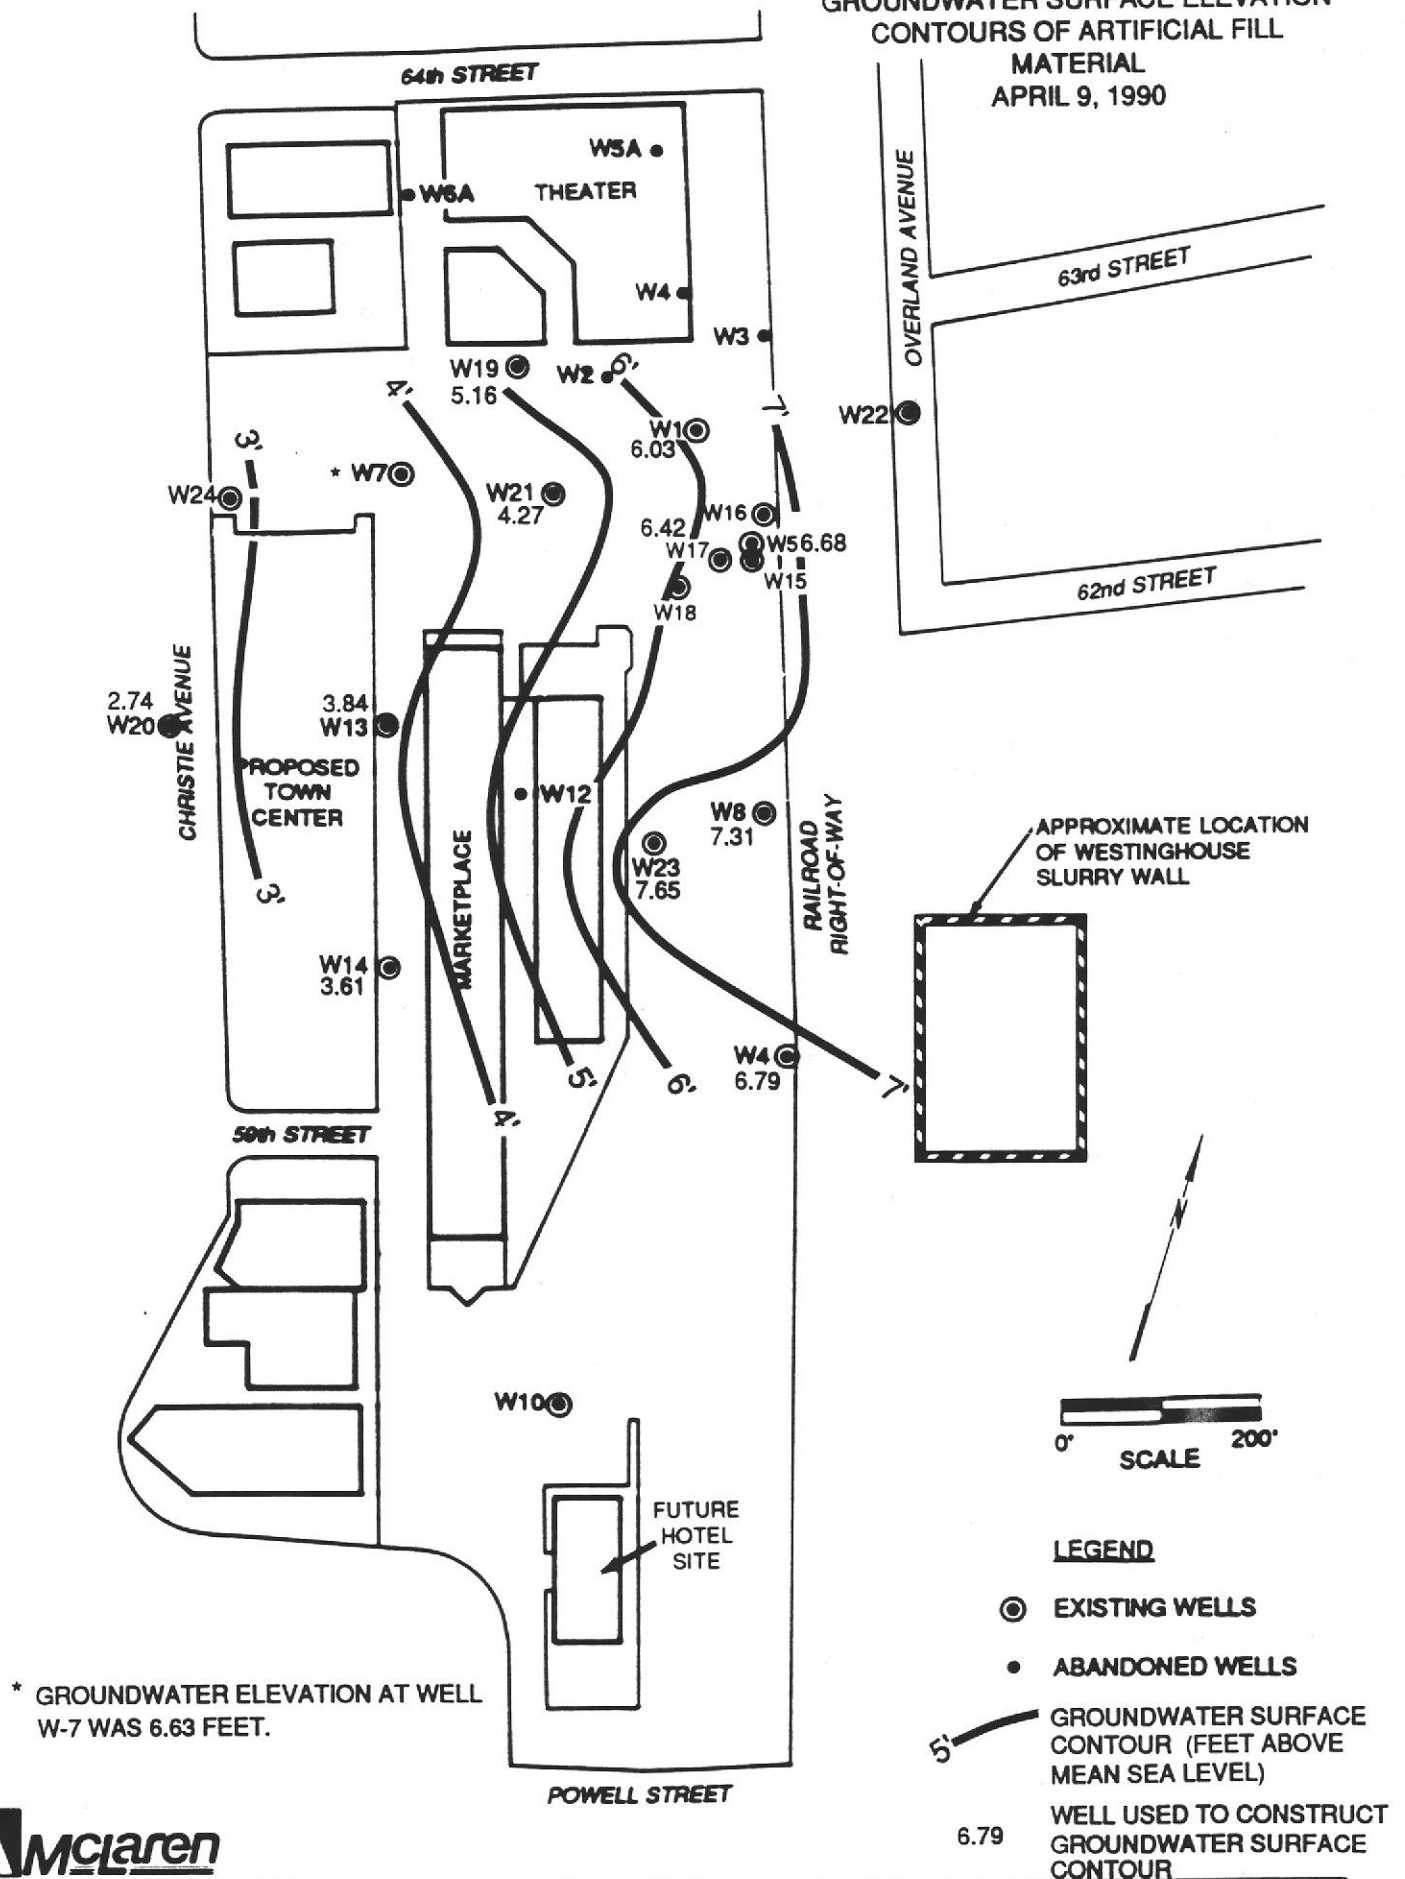 GROUNDWATER SURFACE ELEVATION
CONTOURS OF ARTIFICIAL FILL
MATERIAL
APRIL 9, 1990
64th STREET
W5A
W6A
THEATER
OVERLAND AVENUE
63rd STREET
W4
W3
W19
5.16
W2
6'
4'
7'
W1
6.03
W22
3'
* W7
W24
W21
4.27
W16
6.42
W17
W5 6.68
W15
W18
62nd STREET
CHRISTIE AVENUE
2.74
W20
3.84
W13
PROPOSED
TOWN
CENTER
W12
MARKETPLACE
W8
7.31
W23
7.65
RAILROAD
RIGHT-OF-WAY
APPROXIMATE LOCATION
OF WESTINGHOUSE
SLURRY WALL
3'
W14
3.61
W4
6.79
5'
6'
7'
4'
59th STREET
N
W10
0'
200'
SCALE
FUTURE
HOTEL
SITE
LEGEND
EXISTING WELLS
ABANDONED WELLS
5'
GROUNDWATER SURFACE
CONTOUR (FEET ABOVE
MEAN SEA LEVEL)
6.79
WELL USED TO CONSTRUCT
GROUNDWATER SURFACE
CONTOUR
* GROUNDWATER ELEVATION AT WELL
W-7 WAS 6.63 FEET.
POWELL STREET
McLaren